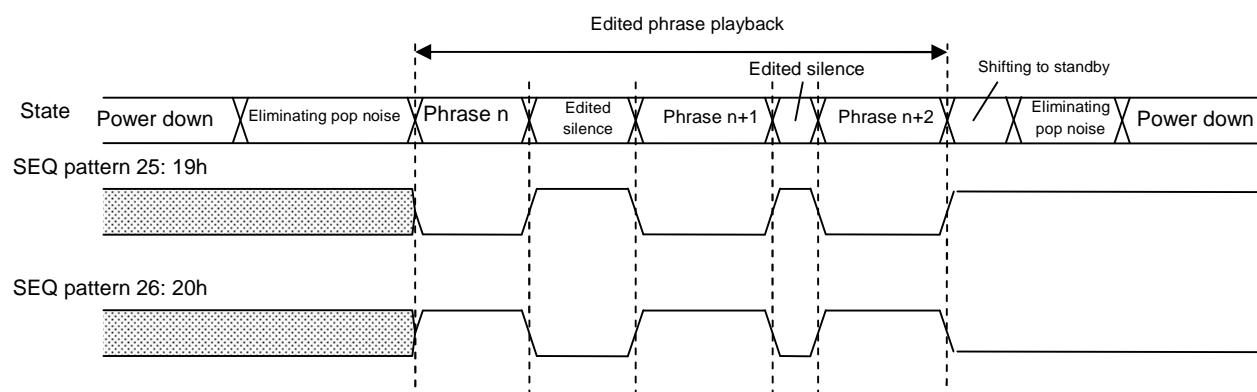 Edited phrase playback
Edited silence
Shifting to standby
State
Power down
Eliminating pop noise
Phrase n
Edited
silence
Phrase n+1
Phrase n+2
Eliminating
pop noise
Power down
SEQ pattern 25: 19h
SEQ pattern 26: 20h